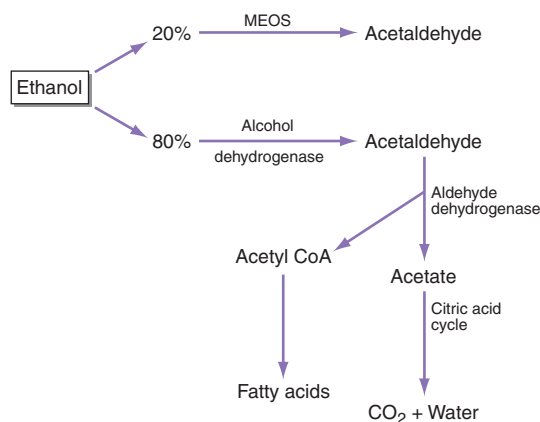 MEOS
20%
Acetaldehyde
Ethanol
80%
Alcohol
dehydrogenase
Acetaldehyde
Aldehyde
dehydrogenase
Acetyl CoA
Acetate
Citric acid
cycle
Fatty acids
CO₂ + Water